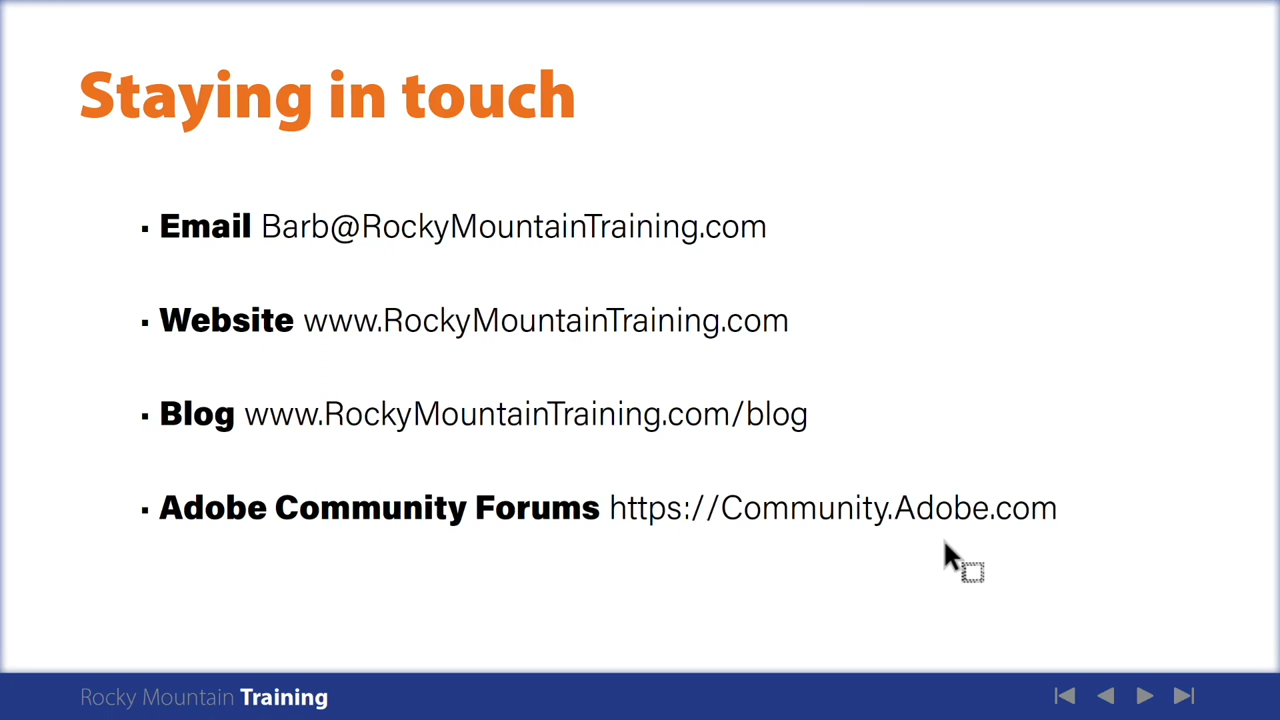 Staying in touch
▪ Email Barb@RockyMountainTraining.com
▪ Website www.RockyMountainTraining.com
▪ Blog www.RockyMountainTraining.com/blog
▪ Adobe Community Forums https://Community.Adobe.com
Rocky Mountain Training